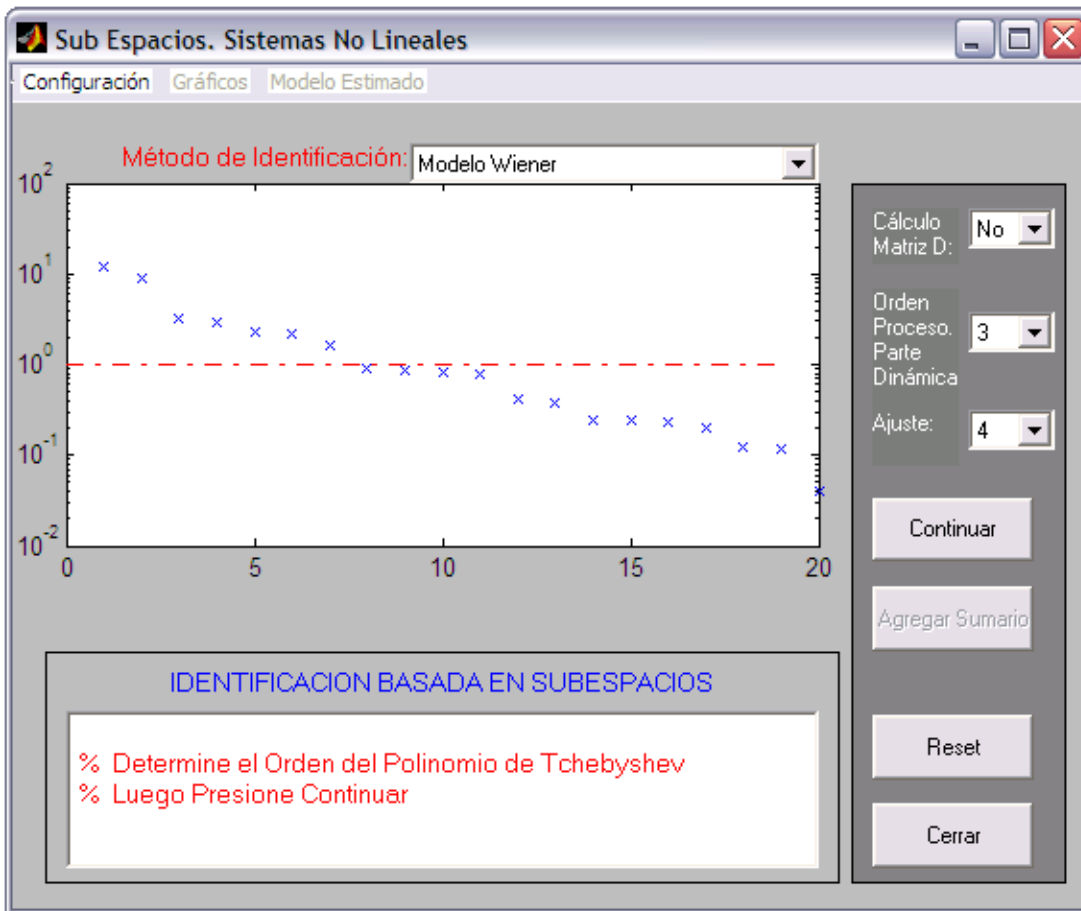 Sub Espacios. Sistemas No Lineales
Configuración Gráficos Modelo Estimado
Método de Identificación: Modelo Wiener
10^2
10^1
10^0
10^-1
10^-2
0 5 10 15 20
Cálculo
Matriz D: No
Orden
Proceso.
Parte
Dinámica
3
Ajuste: 4
Continuar
Agregar Sumario
Reset
Cerrar
IDENTIFICACION BASADA EN SUBESPACIOS
% Determine el Orden del Polinomio de Tchebyshev
% Luego Presione Continuar